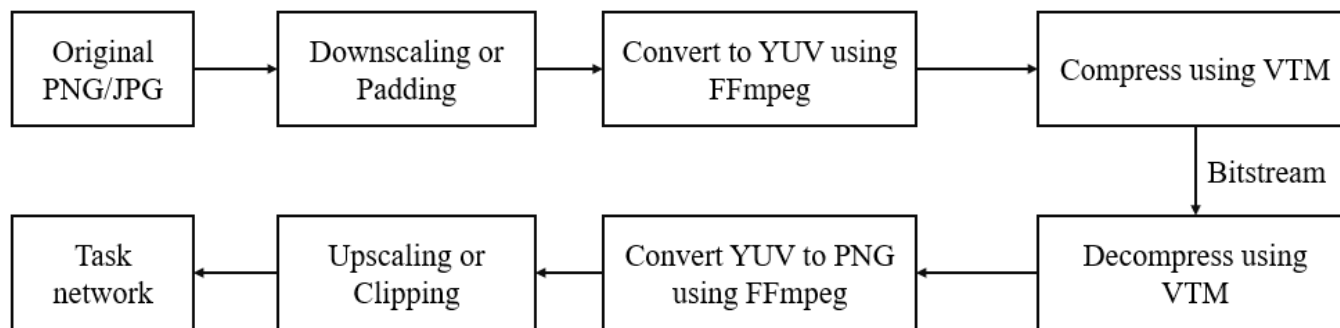 Original
PNG/JPG
Downscaling or
Padding
Convert to YUV using
FFmpeg
Compress using VTM
Bitstream
Decompress using
VTM
Convert YUV to PNG
using FFmpeg
Upscaling or
Clipping
Task
network